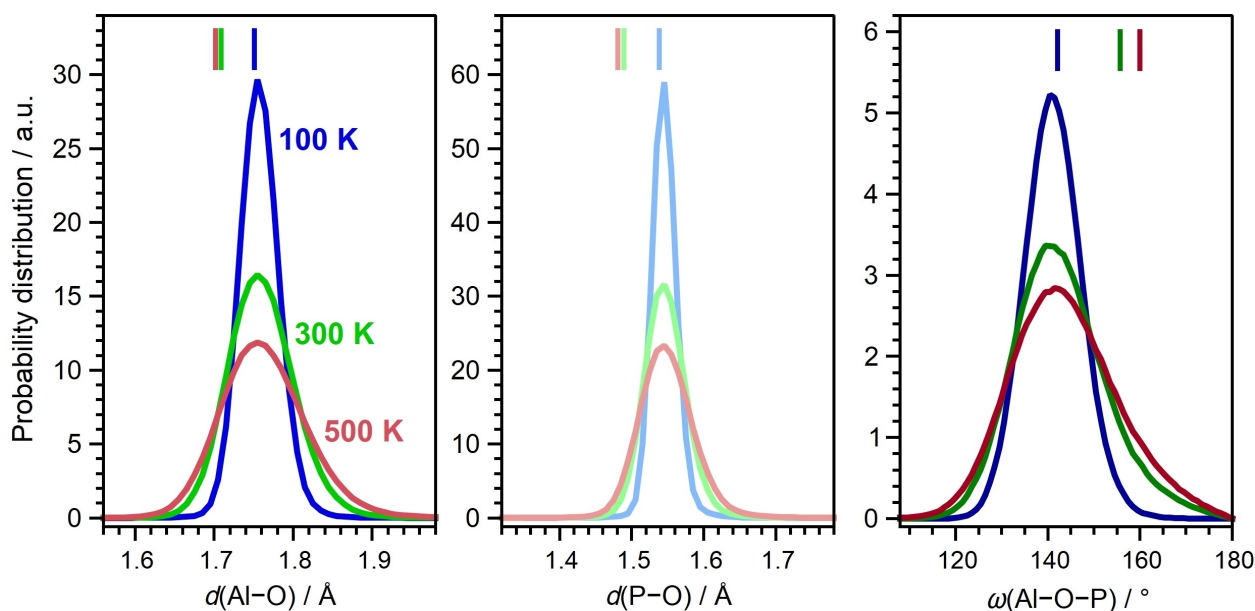 Probability distribution / a.u.
30
25
20
15
10
5
0
100 K
300 K
500 K
1.6 1.7 1.8 1.9
d(Al−O) / Å
60
50
40
30
20
10
0
1.4 1.5 1.6 1.7
d(P−O) / Å
6
5
4
3
2
1
0
120 140 160 180
ω(Al-O-P) / °